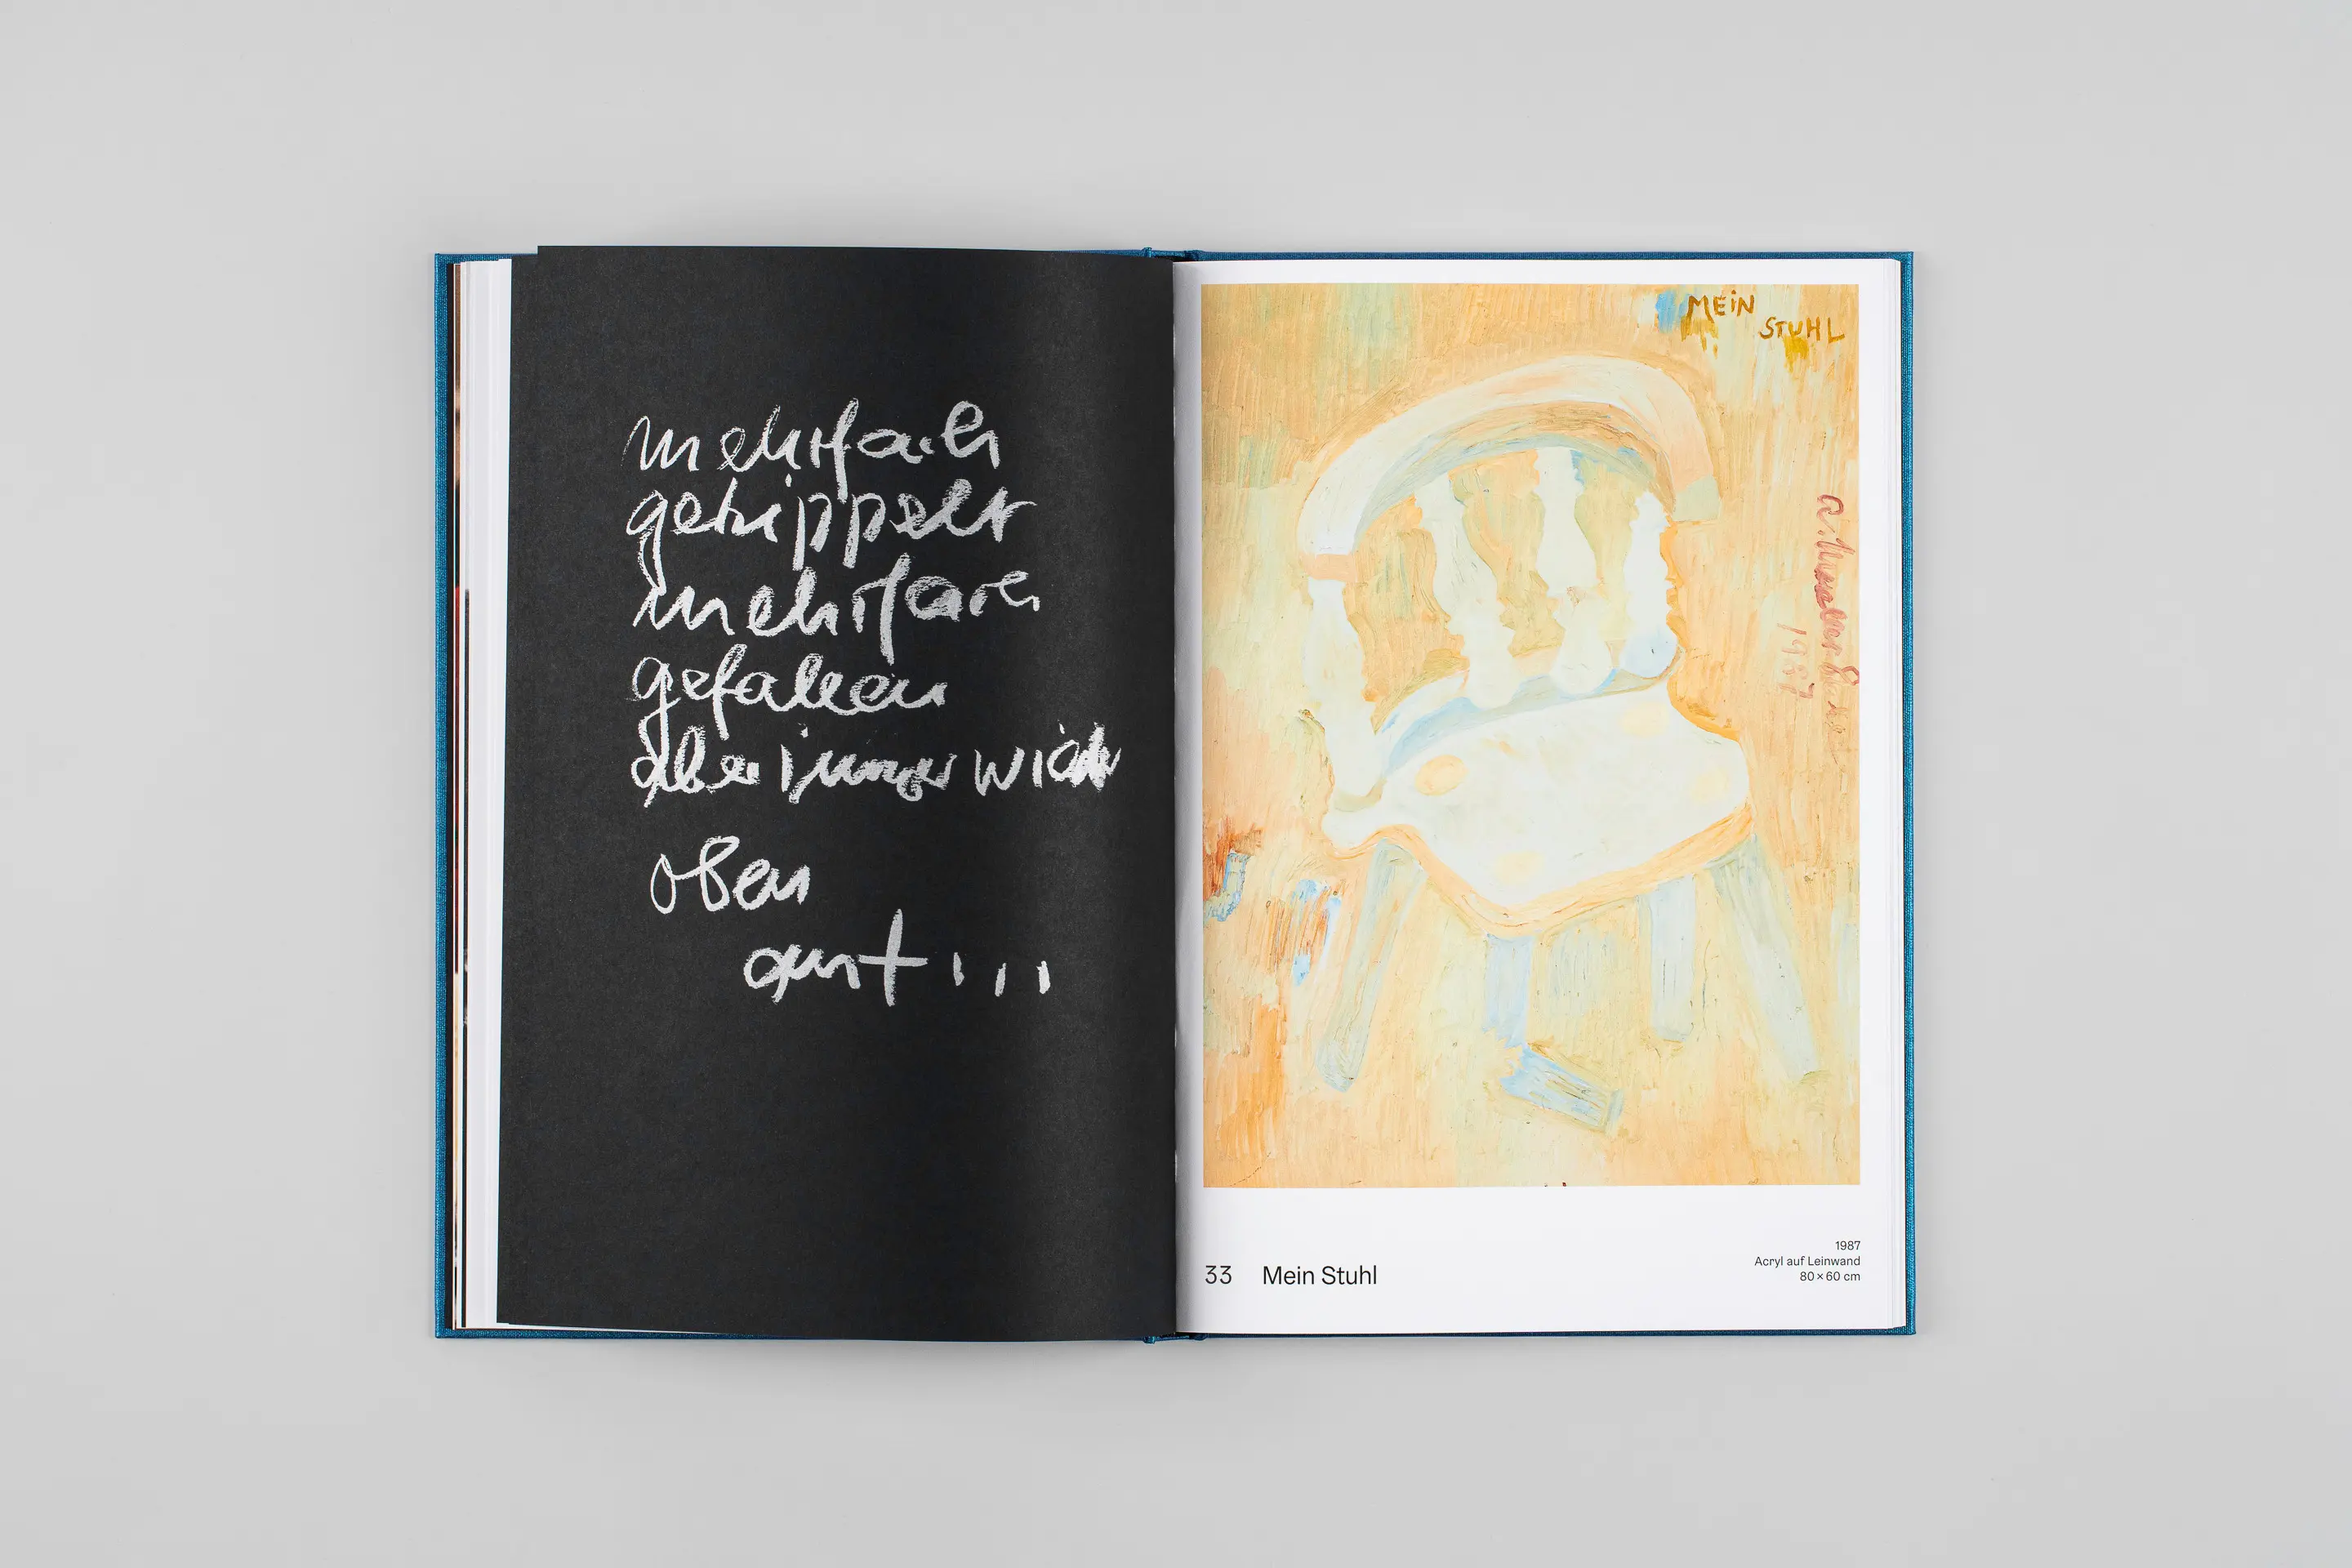 mehrfach
gekippelt
mehrfach
gefallen
aber immer wieder
oben
auf...
MEiN
STUHL
1987
33 Mein Stuhl
1987
Acryl auf Leinwand
80 × 60 cm